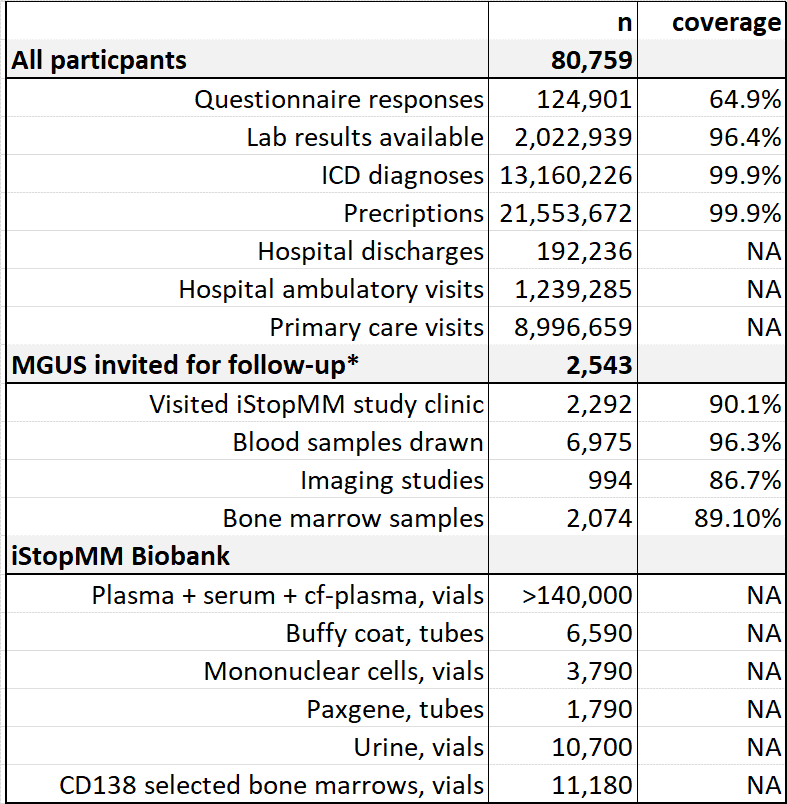 n coverage
All particpants 80,759
Questionnaire responses 124,901 64.9%
Lab results available 2,022,939 96.4%
ICD diagnoses 13,160,226 99.9%
Precriptions 21,553,672 99.9%
Hospital discharges 192,236 NA
Hospital ambulatory visits 1,239,285 NA
Primary care visits 8,996,659 NA
MGUS invited for follow-up* 2,543
Visited iStopMM study clinic 2,292 90.1%
Blood samples drawn 6,975 96.3%
Imaging studies 994 86.7%
Bone marrow samples 2,074 89.10%
iStopMM Biobank
Plasma + serum + cf-plasma, vials >140,000 NA
Buffy coat, tubes 6,590 NA
Mononuclear cells, vials 3,790 NA
Paxgene, tubes 1,790 NA
Urine, vials 10,700 NA
CD138 selected bone marrows, vials 11,180 NA